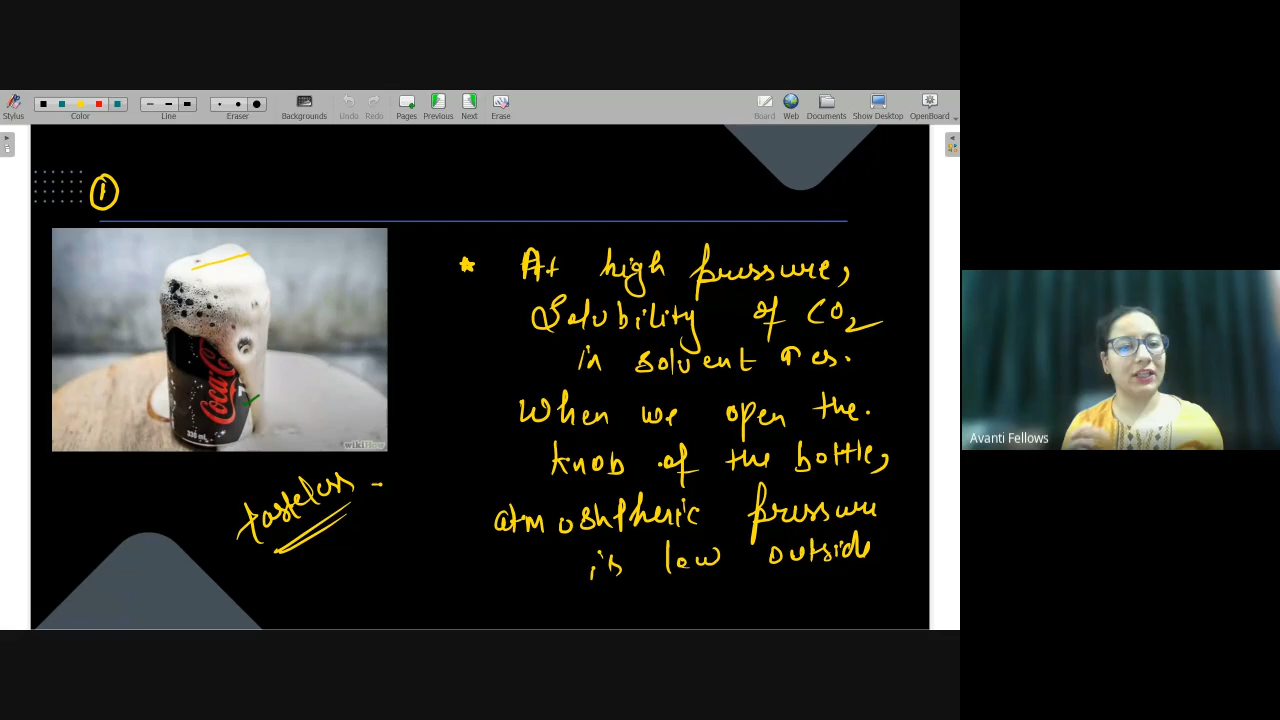 Stylus
Color
Line
Eraser
Backgrounds
Undo
Redo
Pages
Previous
Next
Erase
Board
Web
Documents
Show Desktop
OpenBoard
1
* At high pressure,
Solubility of CO2
in solvent ↑es.
When we open the.
knob of the bottle,
atmoshpheric pressure
is low outside
Coca-Cola
330 mL
wikiHow
tasteless -
Avanti Fellows